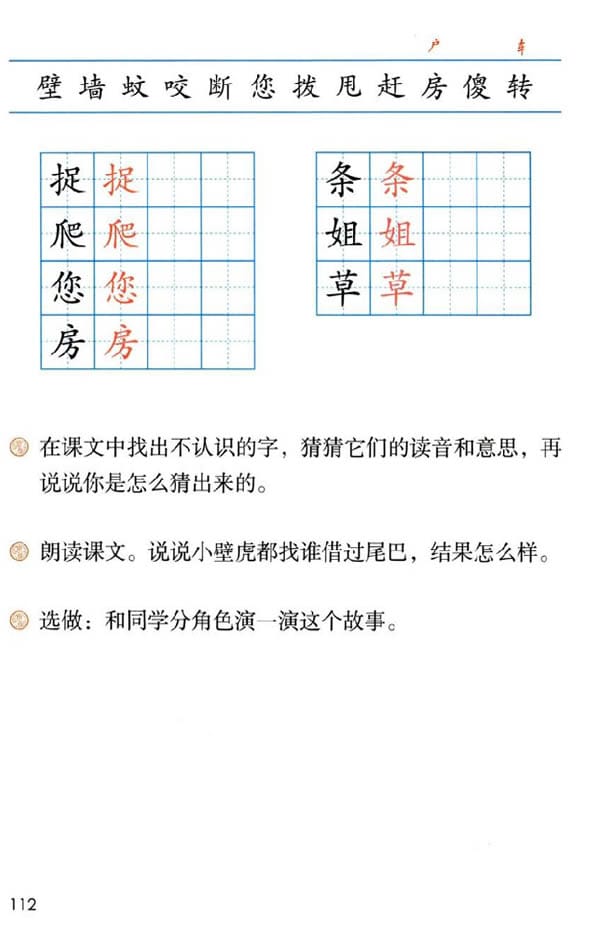 户 车
壁 墙 蚊 咬 断 您 拨 甩 赶 房 傻 转
捉 捉 条 条
爬 爬 姐 姐
您 您 草 草
房 房
在课文中找出不认识的字，猜猜它们的读音和意思，再
说说你是怎么猜出来的。
朗读课文。说说小壁虎都找谁借过尾巴，结果怎么样。
选做：和同学分角色演一演这个故事。
112